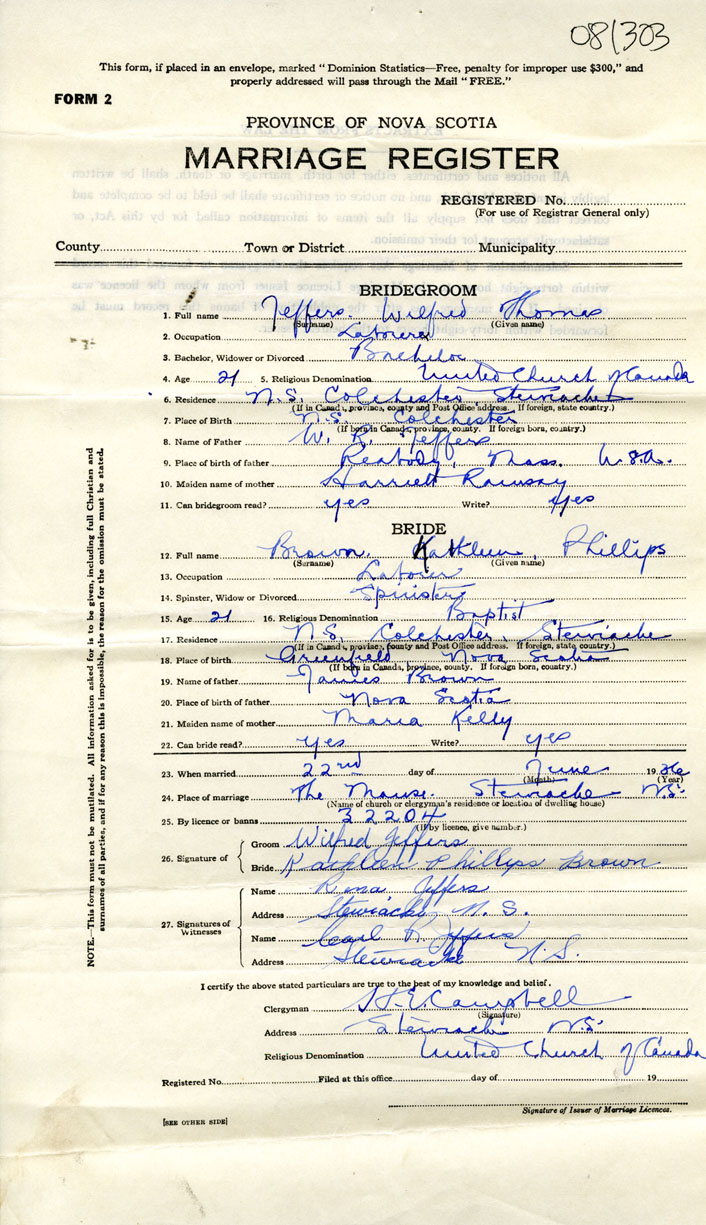 08/303
This form, if placed in an envelope, marked "Dominion Statistics—Free, penalty for improper use $300," and
properly addressed will pass through the Mail "FREE."
FORM 2
PROVINCE OF NOVA SCOTIA
MARRIAGE REGISTER
REGISTERED No.
(For use of Registrar General only)
County Town or District Municipality
BRIDEGROOM
1. Full name Jeffers. Wilfred Thomas
(Surname) (Given name)
2. Occupation Laborer
3. Bachelor, Widower or Divorced Bachelor
4. Age 21 5. Religious Denomination United Church of Canada
6. Residence N.S. Colchester Stewiacke
(If in Canada, province, county and Post Office address. If foreign, state country.)
7. Place of Birth N.S. Colchester
(If born in Canada, province, county. If foreign born, country.)
8. Name of Father W. R. Jeffers
9. Place of birth of father Peabody, Mass. U.S.A.
10. Maiden name of mother Harriett Ramsay
11. Can bridegroom read? yes Write? yes
BRIDE
12. Full name Brown. Kathleen, Phillips
(Surname) (Given name)
13. Occupation Laborer
14. Spinster, Widow or Divorced Spinster
15. Age 21 16. Religious Denomination Baptist
17. Residence N.S. Colchester, Stewiacke
(If in Canada, province, county and Post Office address. If foreign, state country.)
18. Place of birth Greenfield Nova Scotia
(If born in Canada, province, county. If foreign born, country.)
19. Name of father James Brown
20. Place of birth of father Nova Scotia
21. Maiden name of mother Maria Kelly
22. Can bride read? yes Write? yes
23. When married 22nd day of June 19 36
(Month) (Year)
24. Place of marriage The Manse. Stewiacke N.S.
(Name of church or clergyman's residence or location of dwelling house)
25. By licence or banns 32204
(If by licence, give number.)
26. Signature of
Groom Wilfred Jeffers
Bride Kathleen Phillips Brown
27. Signatures of Witnesses
Name Jeffers
Address Stewiacke, N.S.
Name Carl R. Jeffers
Address Stewiacke N.S.
I certify the above stated particulars are true to the best of my knowledge and belief.
Clergyman H.E. Campbell
(Signature)
Address Stewiacke N.S.
Religious Denomination United Church of Canada
Registered No. Filed at this office day of 19
Signature of Issuer of Marriage Licences.
[SEE OTHER SIDE]
NOTE.—This form must not be mutilated. All information asked for is to be given, including full Christian and
surnames of all parties, and if for any reason this is impossible, the reason for the omission must be stated.